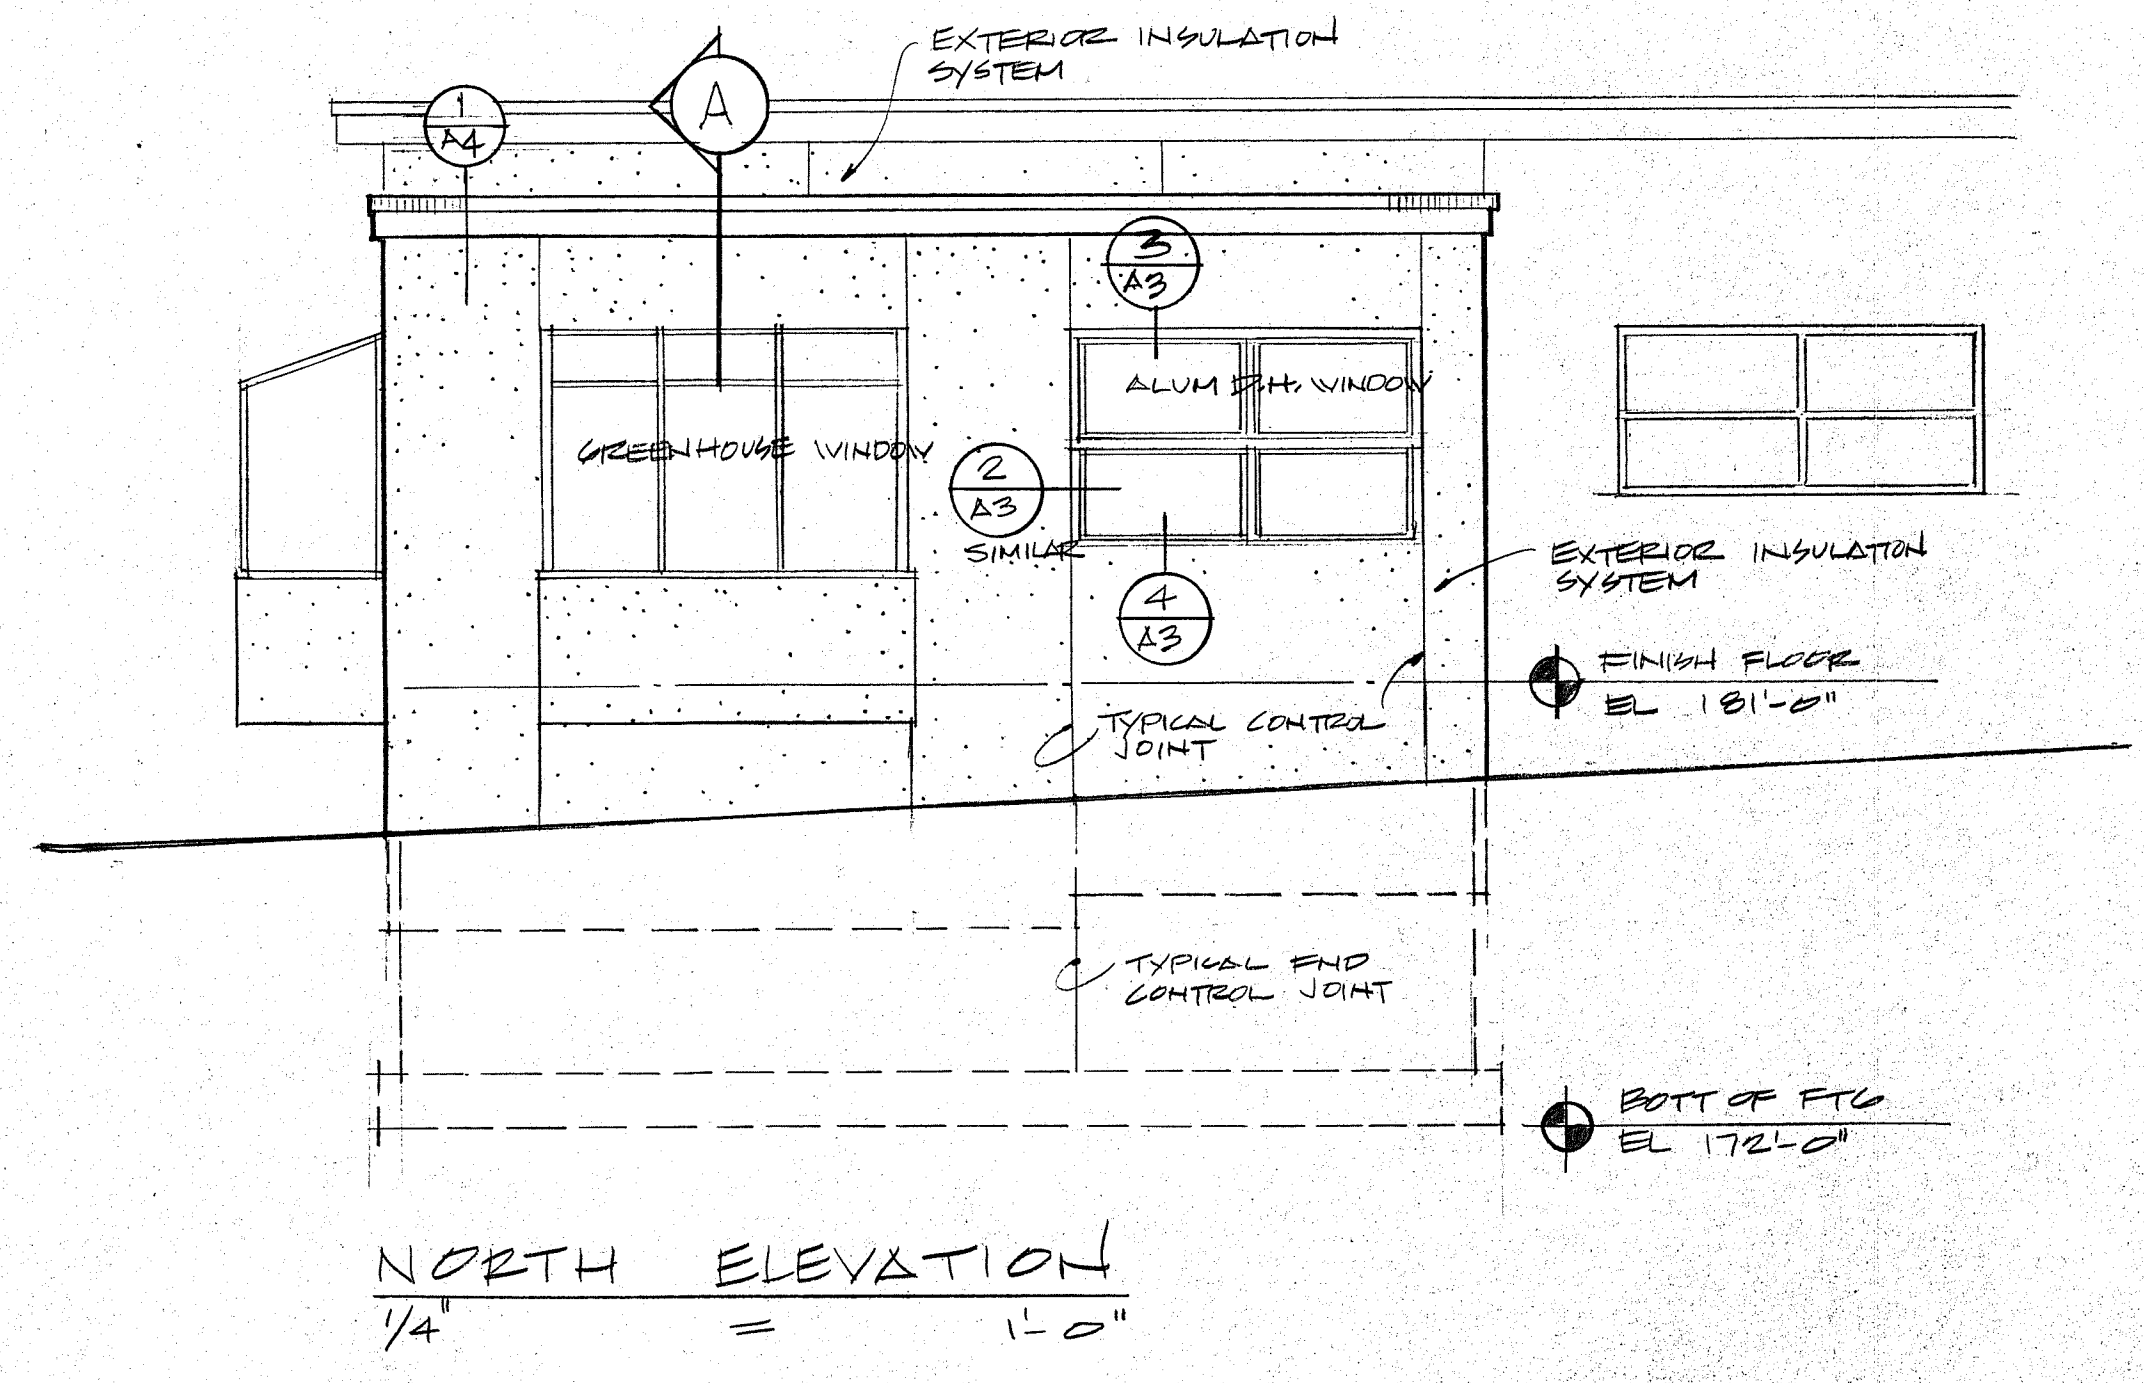 EXTERIOR INSULATION
SYSTEM
1
A4
A
3
A3
ALUM D.H. WINDOW
GREENHOUSE WINDOW
2
A3
SIMILAR
EXTERIOR INSULATION
SYSTEM
4
A3
FINISH FLOOR
EL 181'-0"
TYPICAL CONTROL
JOINT
TYPICAL END
CONTROL JOINT
BOTT OF FTG
EL 172'-0"
NORTH ELEVATION
1/4" = 1'-0"